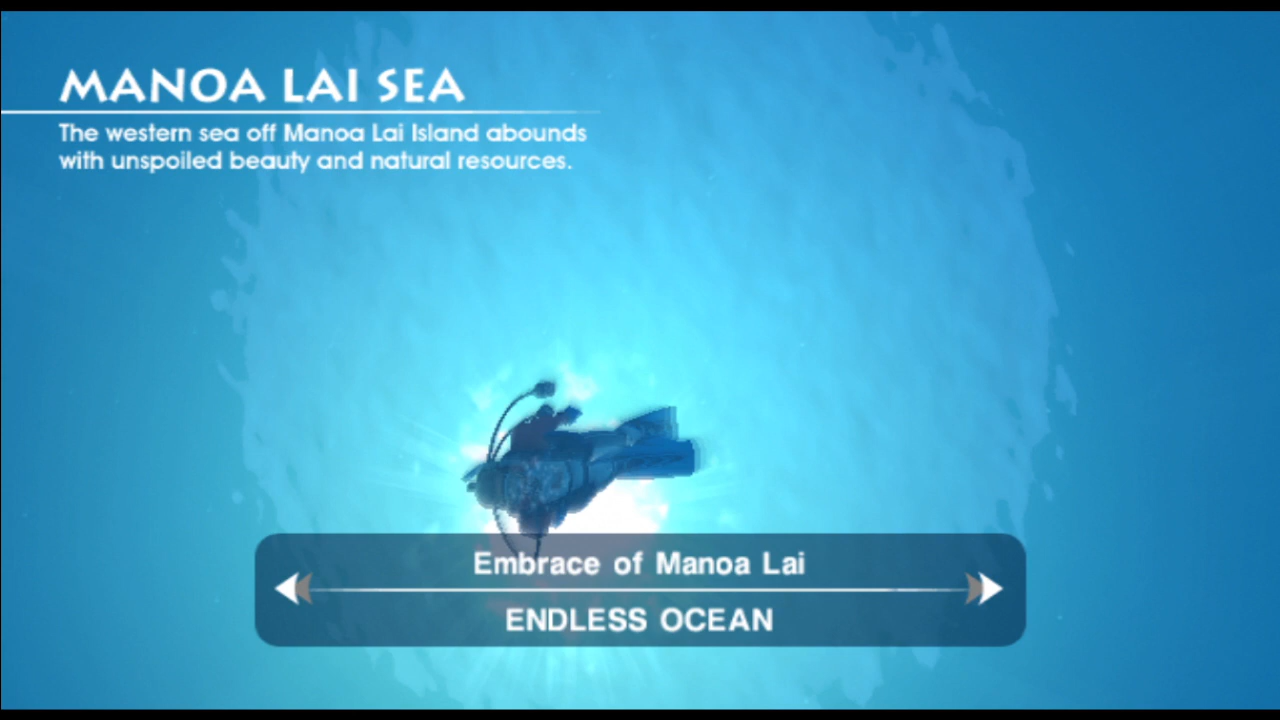 MANOA LAI SEA
The western sea off Manoa Lai Island abounds
with unspoiled beauty and natural resources.
Embrace of Manoa Lai
ENDLESS OCEAN